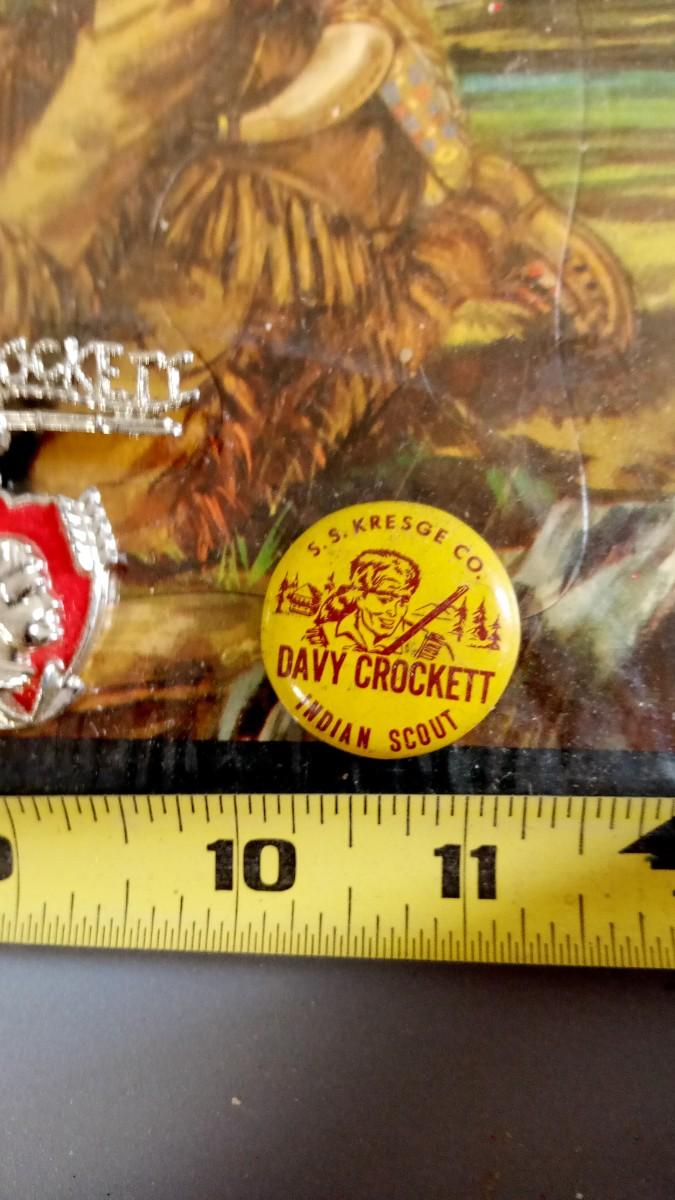 S. S. KRESGE CO.
DAVY CROCKETT
INDIAN SCOUT
10 11